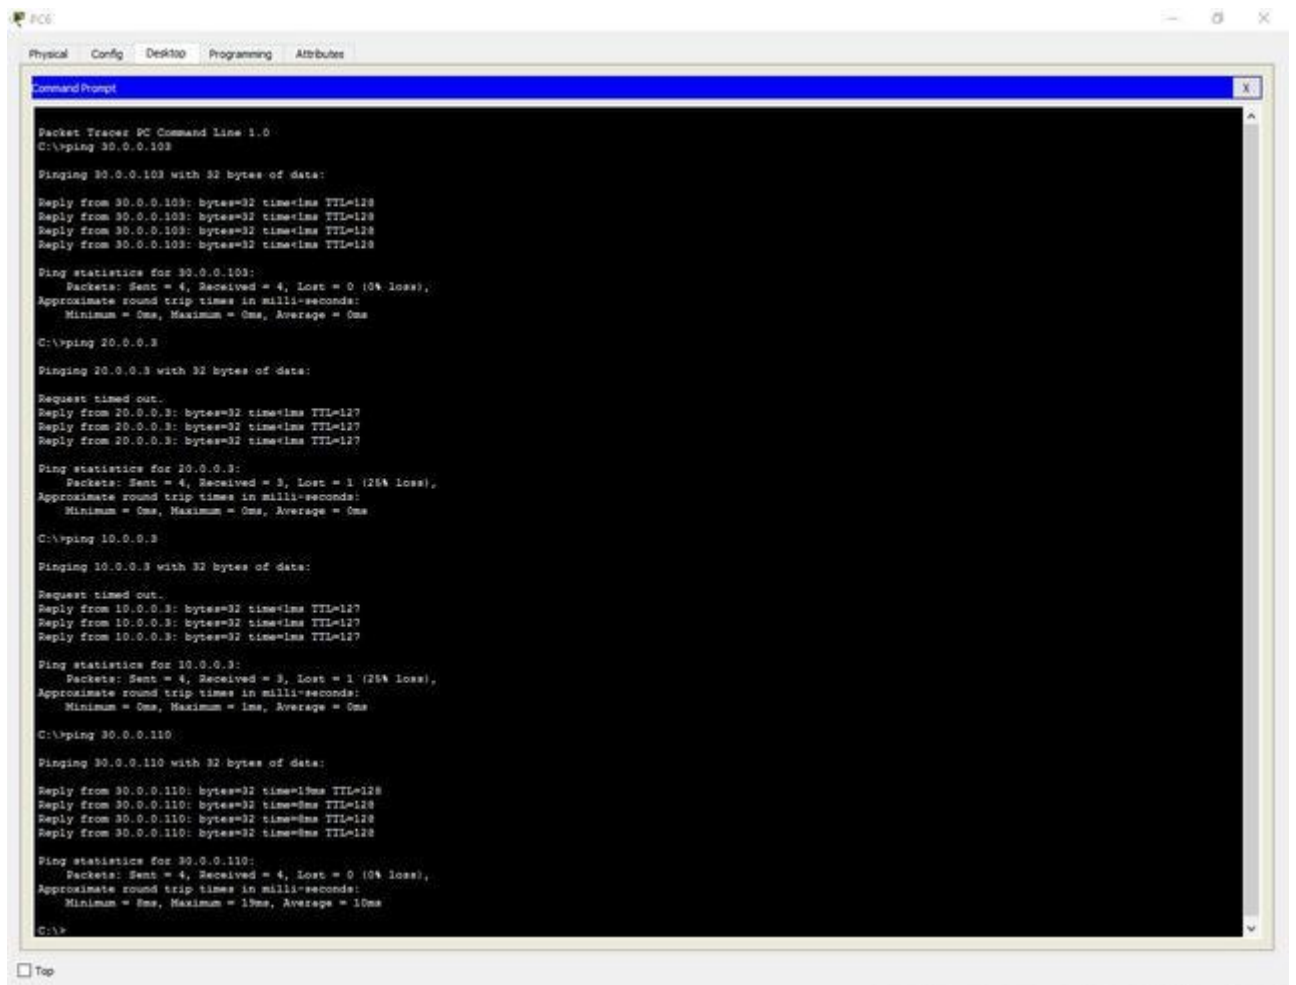 PC6
Physical Config Desktop Programming Attributes
Command Prompt
X
Packet Tracer PC Command Line 1.0
C:\>ping 30.0.0.103
Pinging 30.0.0.103 with 32 bytes of data:
Reply from 30.0.0.103: bytes=32 time<1ms TTL=128
Reply from 30.0.0.103: bytes=32 time<1ms TTL=128
Reply from 30.0.0.103: bytes=32 time<1ms TTL=128
Reply from 30.0.0.103: bytes=32 time<1ms TTL=128
Ping statistics for 30.0.0.103:
Packets: Sent = 4, Received = 4, Lost = 0 (0% loss),
Approximate round trip times in milli-seconds:
Minimum = 0ms, Maximum = 0ms, Average = 0ms
C:\>ping 20.0.0.3
Pinging 20.0.0.3 with 32 bytes of data:
Request timed out.
Reply from 20.0.0.3: bytes=32 time<1ms TTL=127
Reply from 20.0.0.3: bytes=32 time<1ms TTL=127
Reply from 20.0.0.3: bytes=32 time<1ms TTL=127
Ping statistics for 20.0.0.3:
Packets: Sent = 4, Received = 3, Lost = 1 (25% loss),
Approximate round trip times in milli-seconds:
Minimum = 0ms, Maximum = 0ms, Average = 0ms
C:\>ping 10.0.0.3
Pinging 10.0.0.3 with 32 bytes of data:
Request timed out.
Reply from 10.0.0.3: bytes=32 time<1ms TTL=127
Reply from 10.0.0.3: bytes=32 time<1ms TTL=127
Reply from 10.0.0.3: bytes=32 time=1ms TTL=127
Ping statistics for 10.0.0.3:
Packets: Sent = 4, Received = 3, Lost = 1 (25% loss),
Approximate round trip times in milli-seconds:
Minimum = 0ms, Maximum = 1ms, Average = 0ms
C:\>ping 30.0.0.110
Pinging 30.0.0.110 with 32 bytes of data:
Reply from 30.0.0.110: bytes=32 time=19ms TTL=128
Reply from 30.0.0.110: bytes=32 time=8ms TTL=128
Reply from 30.0.0.110: bytes=32 time=8ms TTL=128
Reply from 30.0.0.110: bytes=32 time=8ms TTL=128
Ping statistics for 30.0.0.110:
Packets: Sent = 4, Received = 4, Lost = 0 (0% loss),
Approximate round trip times in milli-seconds:
Minimum = 8ms, Maximum = 19ms, Average = 10ms
C:\>
Top